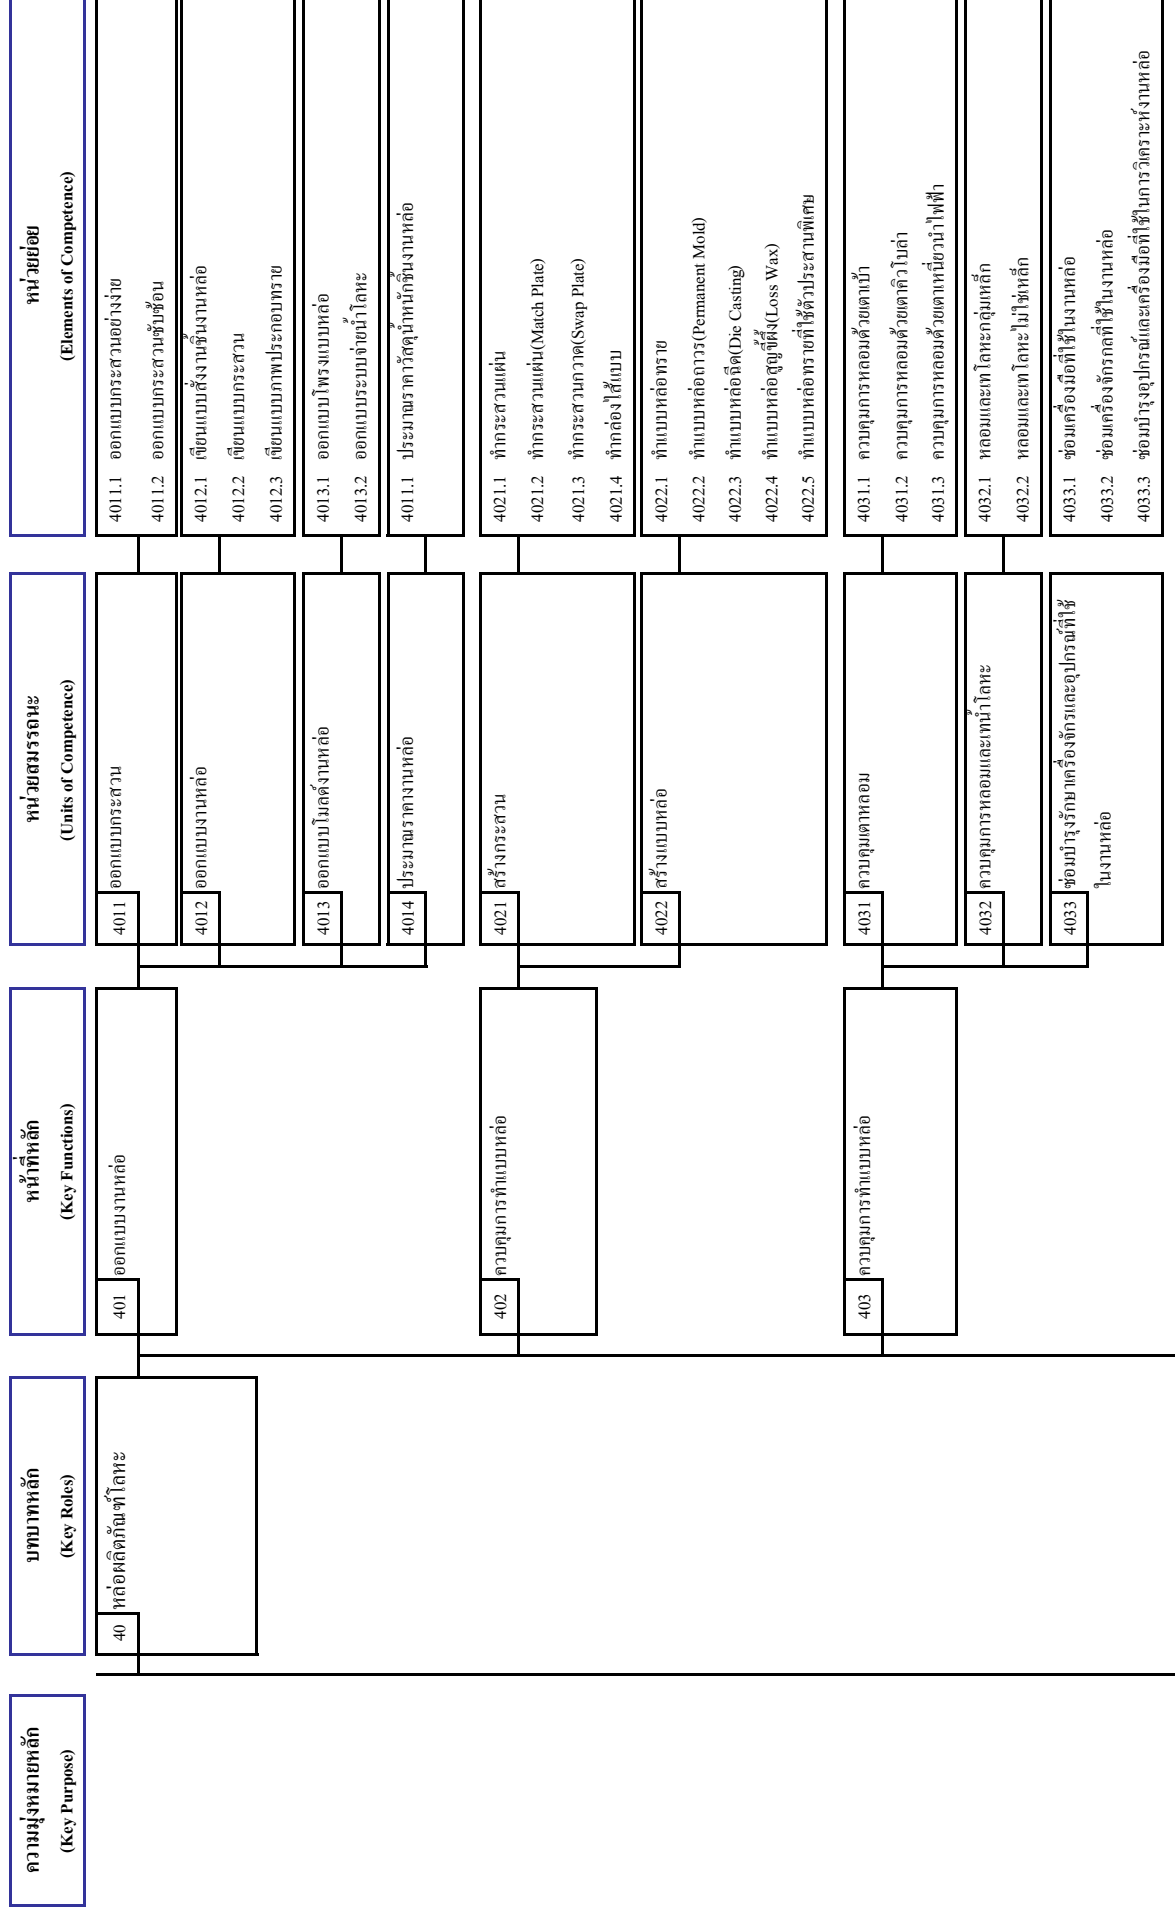 ความมุ่งหมายหลัก
(Key Purpose)
บทบาทหลัก
(Key Roles)
หน้าที่หลัก
(Key Functions)
หน่วยสมรรถนะ
(Units of Competence)
หน่วยย่อย
(Elements of Competence)
40 หล่อผลิตภัณฑ์โลหะ
401 ออกแบบงานหล่อ
4011 ออกแบบกระสวน
4011.1 ออกแบบกระสวนอย่างง่าย
4011.2 ออกแบบกระสวนซับซ้อน
4012 ออกแบบงานหล่อ
4012.1 เขียนแบบสั่งงานชิ้นงานหล่อ
4012.2 เขียนแบบกระสวน
4012.3 เขียนแบบภาพประกอบทราย
4013 ออกแบบโมลด์งานหล่อ
4013.1 ออกแบบโพรงแบบหล่อ
4013.2 ออกแบบระบบจ่ายน้ำโลหะ
4014 ประมาณราคางานหล่อ
4011.1 ประมาณราคาวัสดุน้ำหนักชิ้นงานหล่อ
402 ควบคุมการทำแบบหล่อ
4021 สร้างกระสวน
4021.1 ทำกระสวนแผ่น
4021.2 ทำกระสวนแผ่น(Match Plate)
4021.3 ทำกระสวนกวาด(Swap Plate)
4021.4 ทำกล่องไส้แบบ
4022 สร้างแบบหล่อ
4022.1 ทำแบบหล่อทราย
4022.2 ทำแบบหล่อถาวร(Permanent Mold)
4022.3 ทำแบบหล่อฉีด(Die Casting)
4022.4 ทำแบบหล่อสูญขี้ผึ้ง(Loss Wax)
4022.5 ทำแบบหล่อทรายที่ใช้ตัวประสานพิเศษ
403 ควบคุมการทำแบบหล่อ
4031 ควบคุมเตาหลอม
4031.1 ควบคุมการหลอมด้วยเตาเบ้า
4031.2 ควบคุมการหลอมด้วยเตาคิวโบล่า
4031.3 ควบคุมการหลอมด้วยเตาเหนี่ยวนำไฟฟ้า
4032 ควบคุมการหลอมและเทน้ำโลหะ
4032.1 หลอมและเทโลหะกลุ่มเหล็ก
4032.2 หลอมและเทโลหะไม่ใช่เหล็ก
4033 ซ่อมบำรุงรักษาเครื่องจักรและอุปกรณ์ที่ใช้
ในงานหล่อ
4033.1 ซ่อมเครื่องมือที่ใช้ในงานหล่อ
4033.2 ซ่อมเครื่องจักรกลที่ใช้ในงานหล่อ
4033.3 ซ่อมบำรุงอุปกรณ์และเครื่องมือที่ใช้ในการวิเคราะห์งานหล่อ